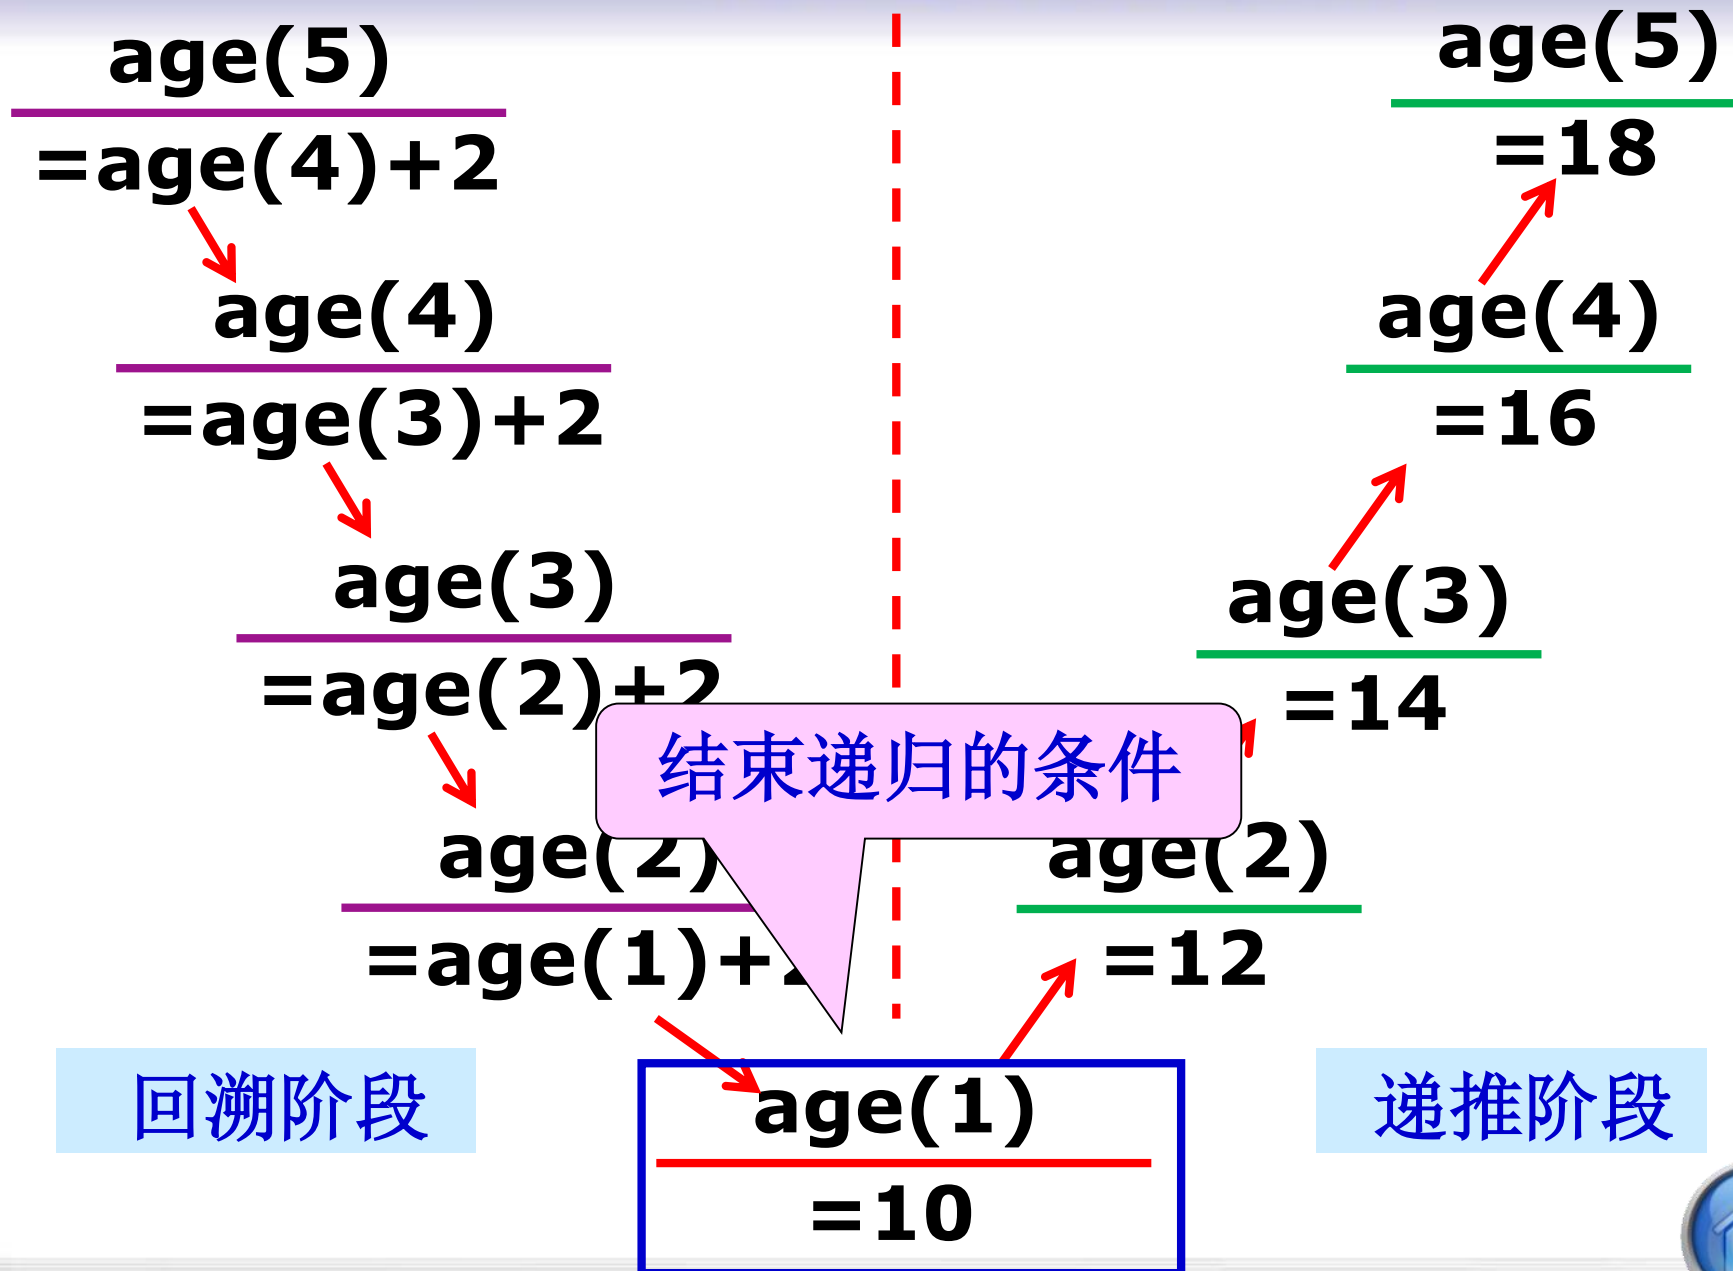 age(5)
=age(4)+2
age(4)
=age(3)+2
age(3)
=age(2)+2
age(2)
=age(1)+2
结束递归的条件
age(1)
=10
age(2)
=12
age(3)
=14
age(4)
=16
age(5)
=18
回溯阶段
递推阶段